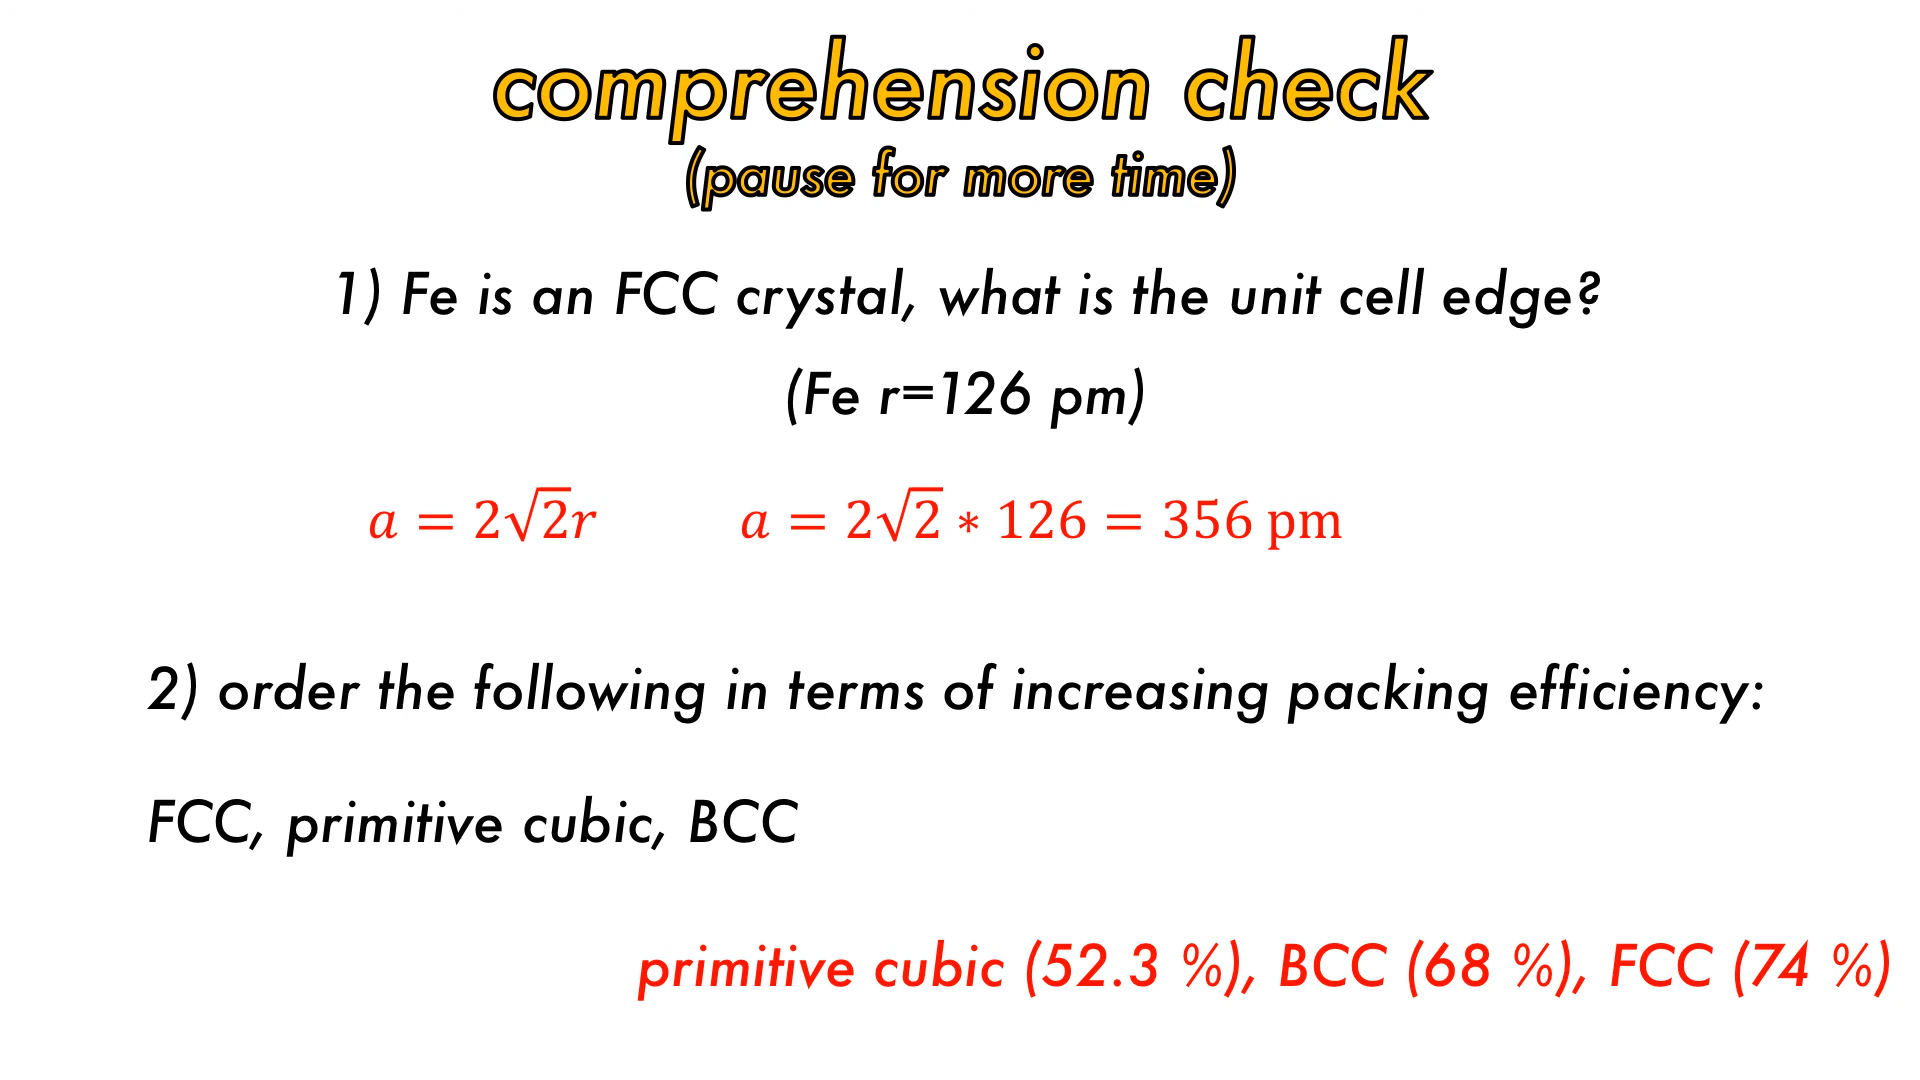 comprehension check
(pause for more time)
1) Fe is an FCC crystal, what is the unit cell edge?
(Fe r=126 pm)
a = 2√2r a = 2√2 ∗ 126 = 356 pm
2) order the following in terms of increasing packing efficiency:
FCC, primitive cubic, BCC
primitive cubic (52.3 %), BCC (68 %), FCC (74 %)